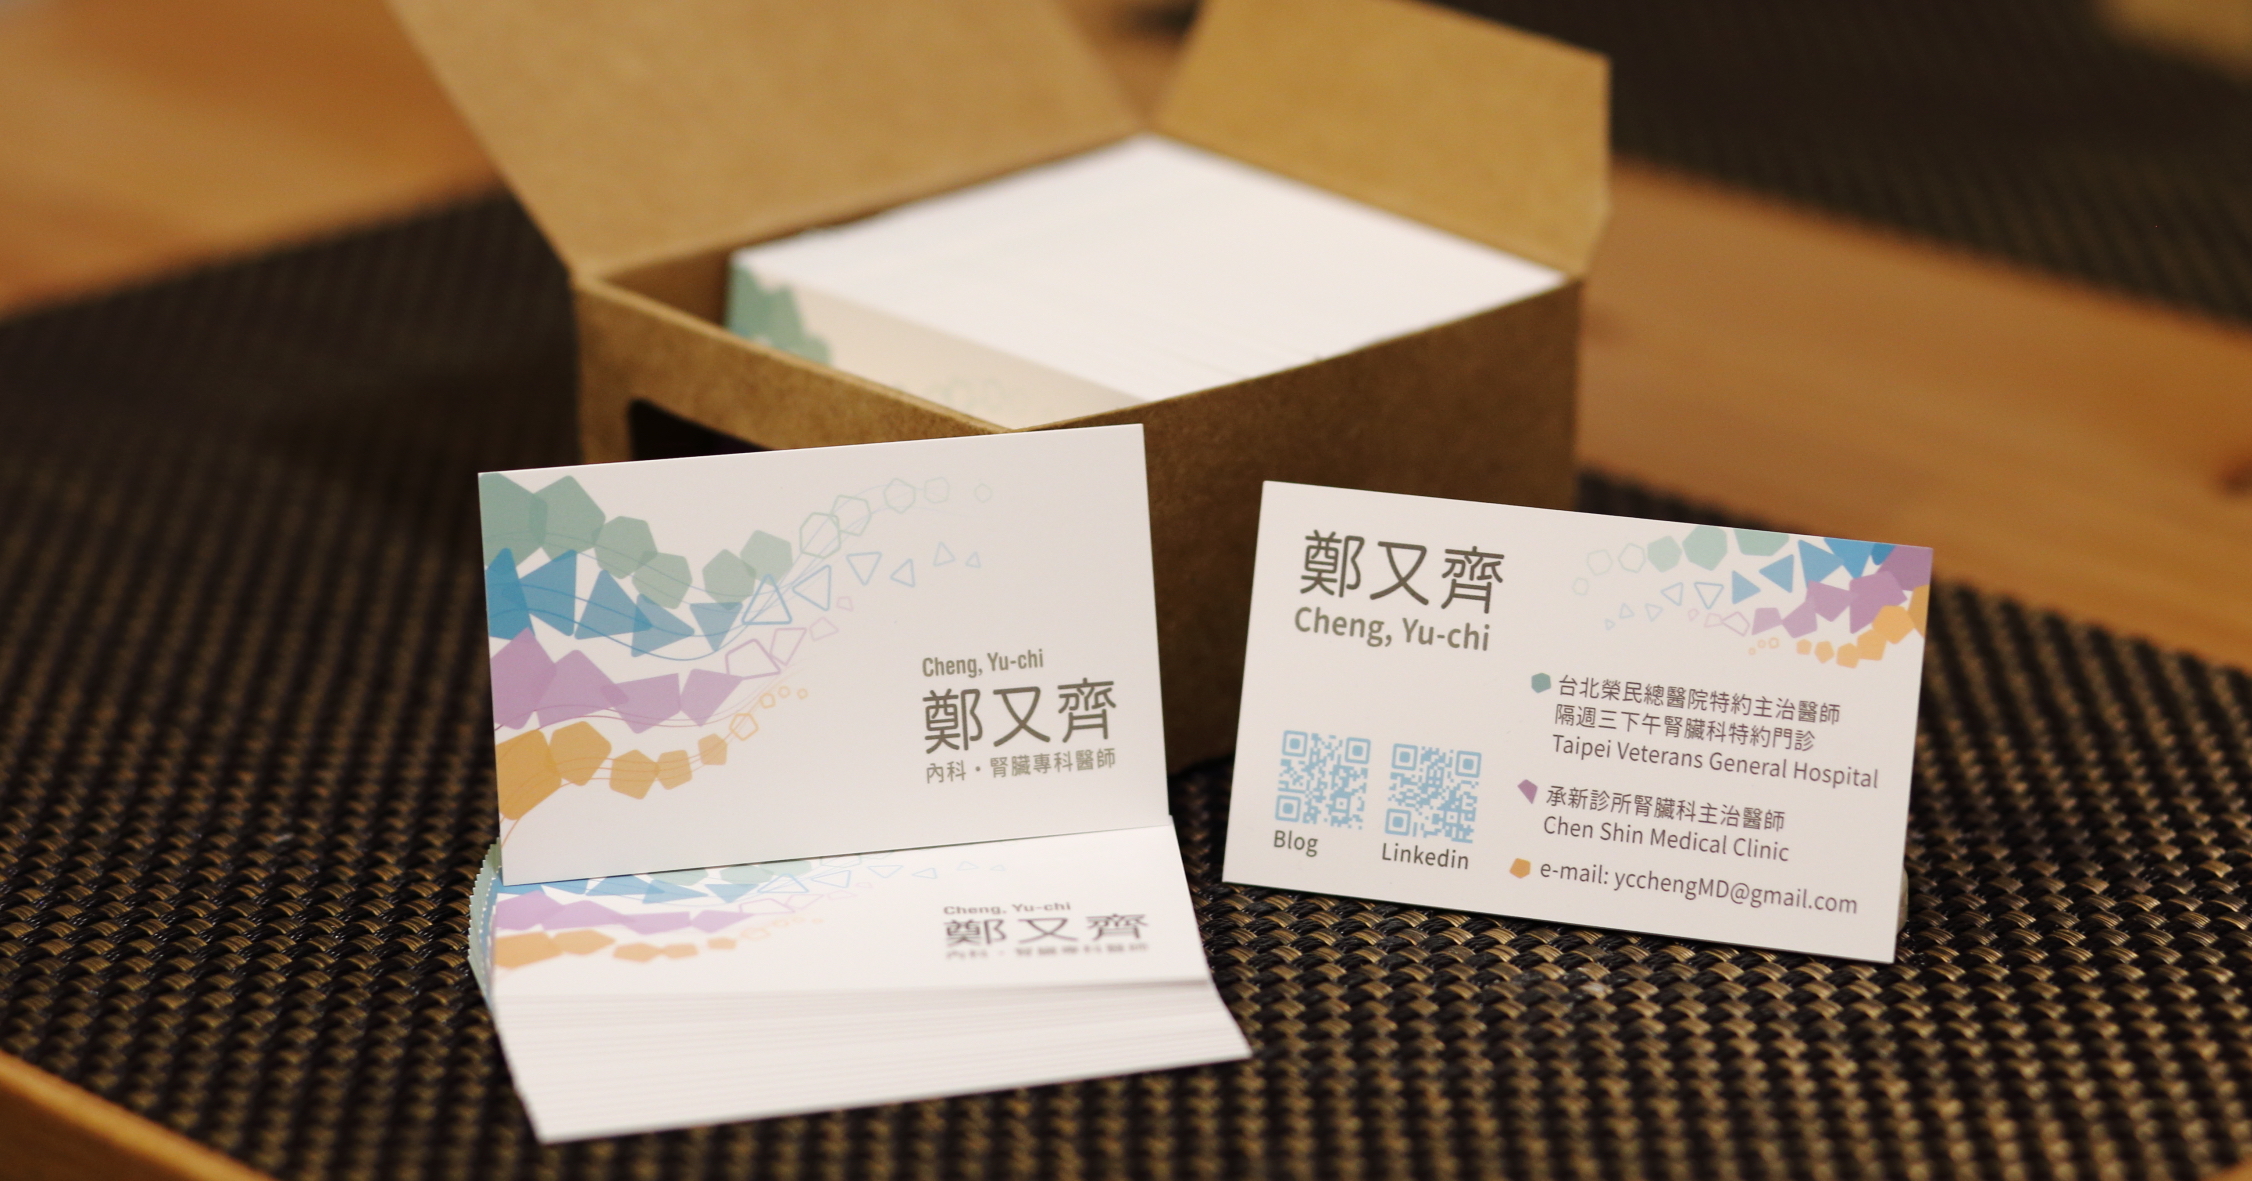 Cheng, Yu-chi
鄭又齊
內科・腎臟專科醫師
Cheng, Yu-chi
鄭又齊
內科・腎臟專科醫師
鄭又齊
Cheng, Yu-chi
台北榮民總醫院特約主治醫師
隔週三下午腎臟科特約門診
Taipei Veterans General Hospital
承新診所腎臟科主治醫師
Chen Shin Medical Clinic
e-mail: ycchengMD@gmail.com
Blog
Linkedin